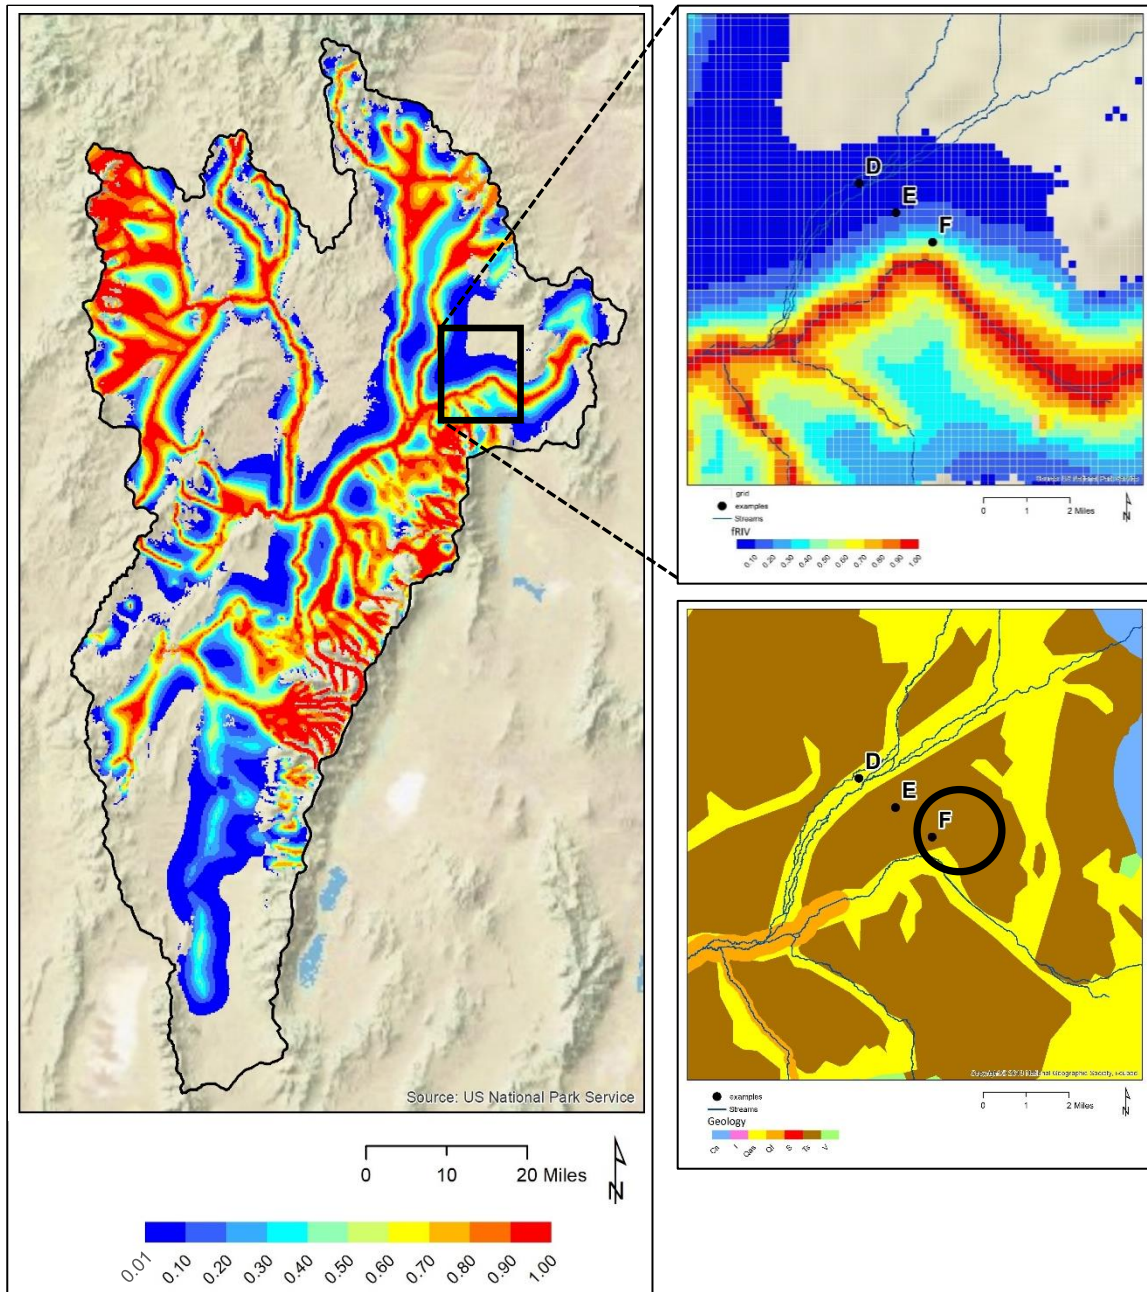 Source: US National Park Service
0 10 20 Miles
N
0.01 0.10 0.20 0.30 0.40 0.50 0.60 0.70 0.80 0.90 1.00
D
E
F
grid
examples
Streams
fRIV
0.10 0.20 0.30 0.40 0.50 0.60 0.70 0.80 0.90 1.00
0 1 2 Miles
N
D
E
F
examples
Streams
Geology
I Qas Qf S Ts V
0 1 2 Miles
N